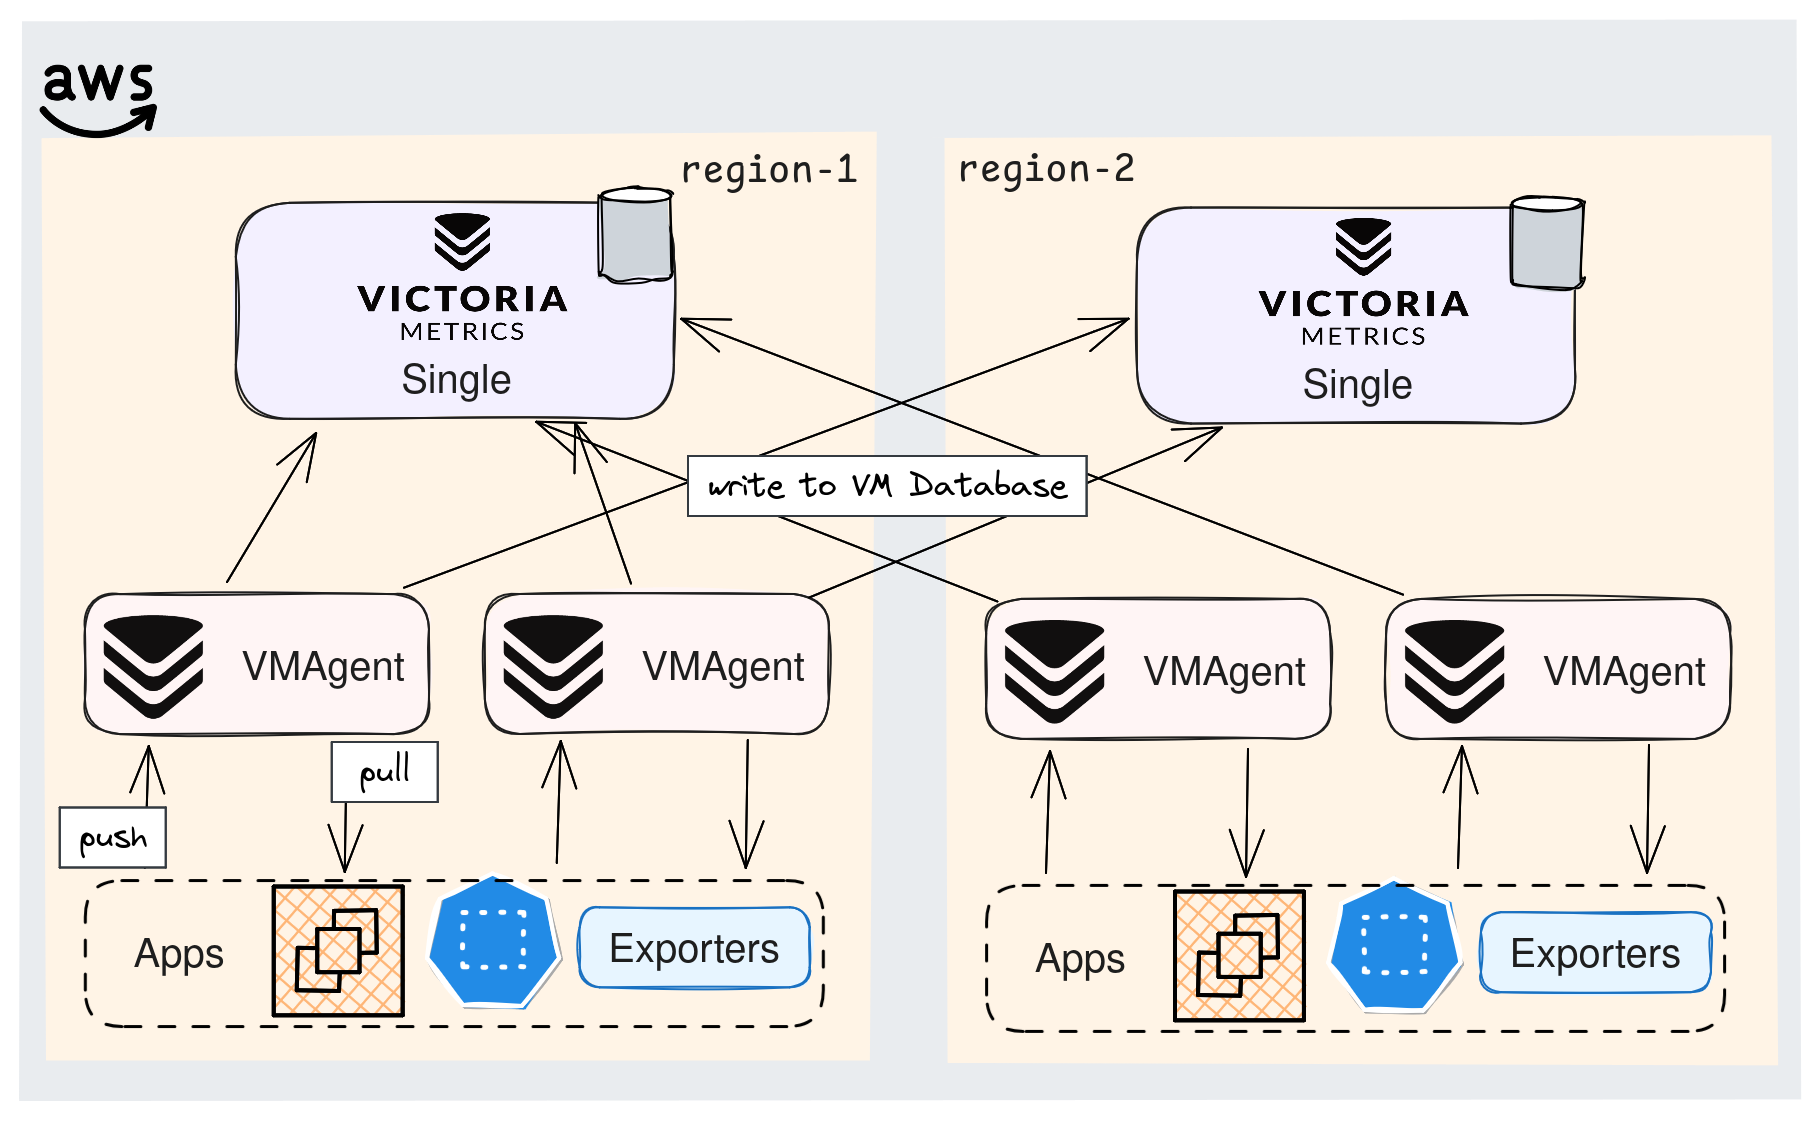 aws
region-1
region-2
VICTORIA
METRICS
Single
VICTORIA
METRICS
Single
write to VM Database
VMAgent
VMAgent
VMAgent
VMAgent
pull
push
Apps
Exporters
Apps
Exporters